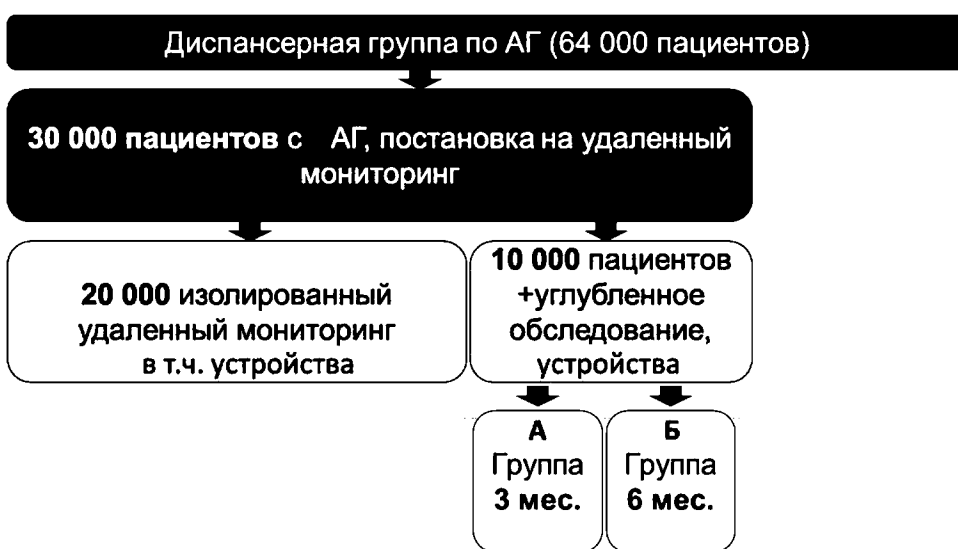 Диспансерная группа по АГ (64 000 пациентов)
30 000 пациентов с АГ, постановка на удаленный
мониторинг
20 000 изолированный
удаленный мониторинг
в т.ч. устройства
10 000 пациентов
+углубленное
обследование,
устройства
А
Группа
3 мес.
Б
Группа
6 мес.